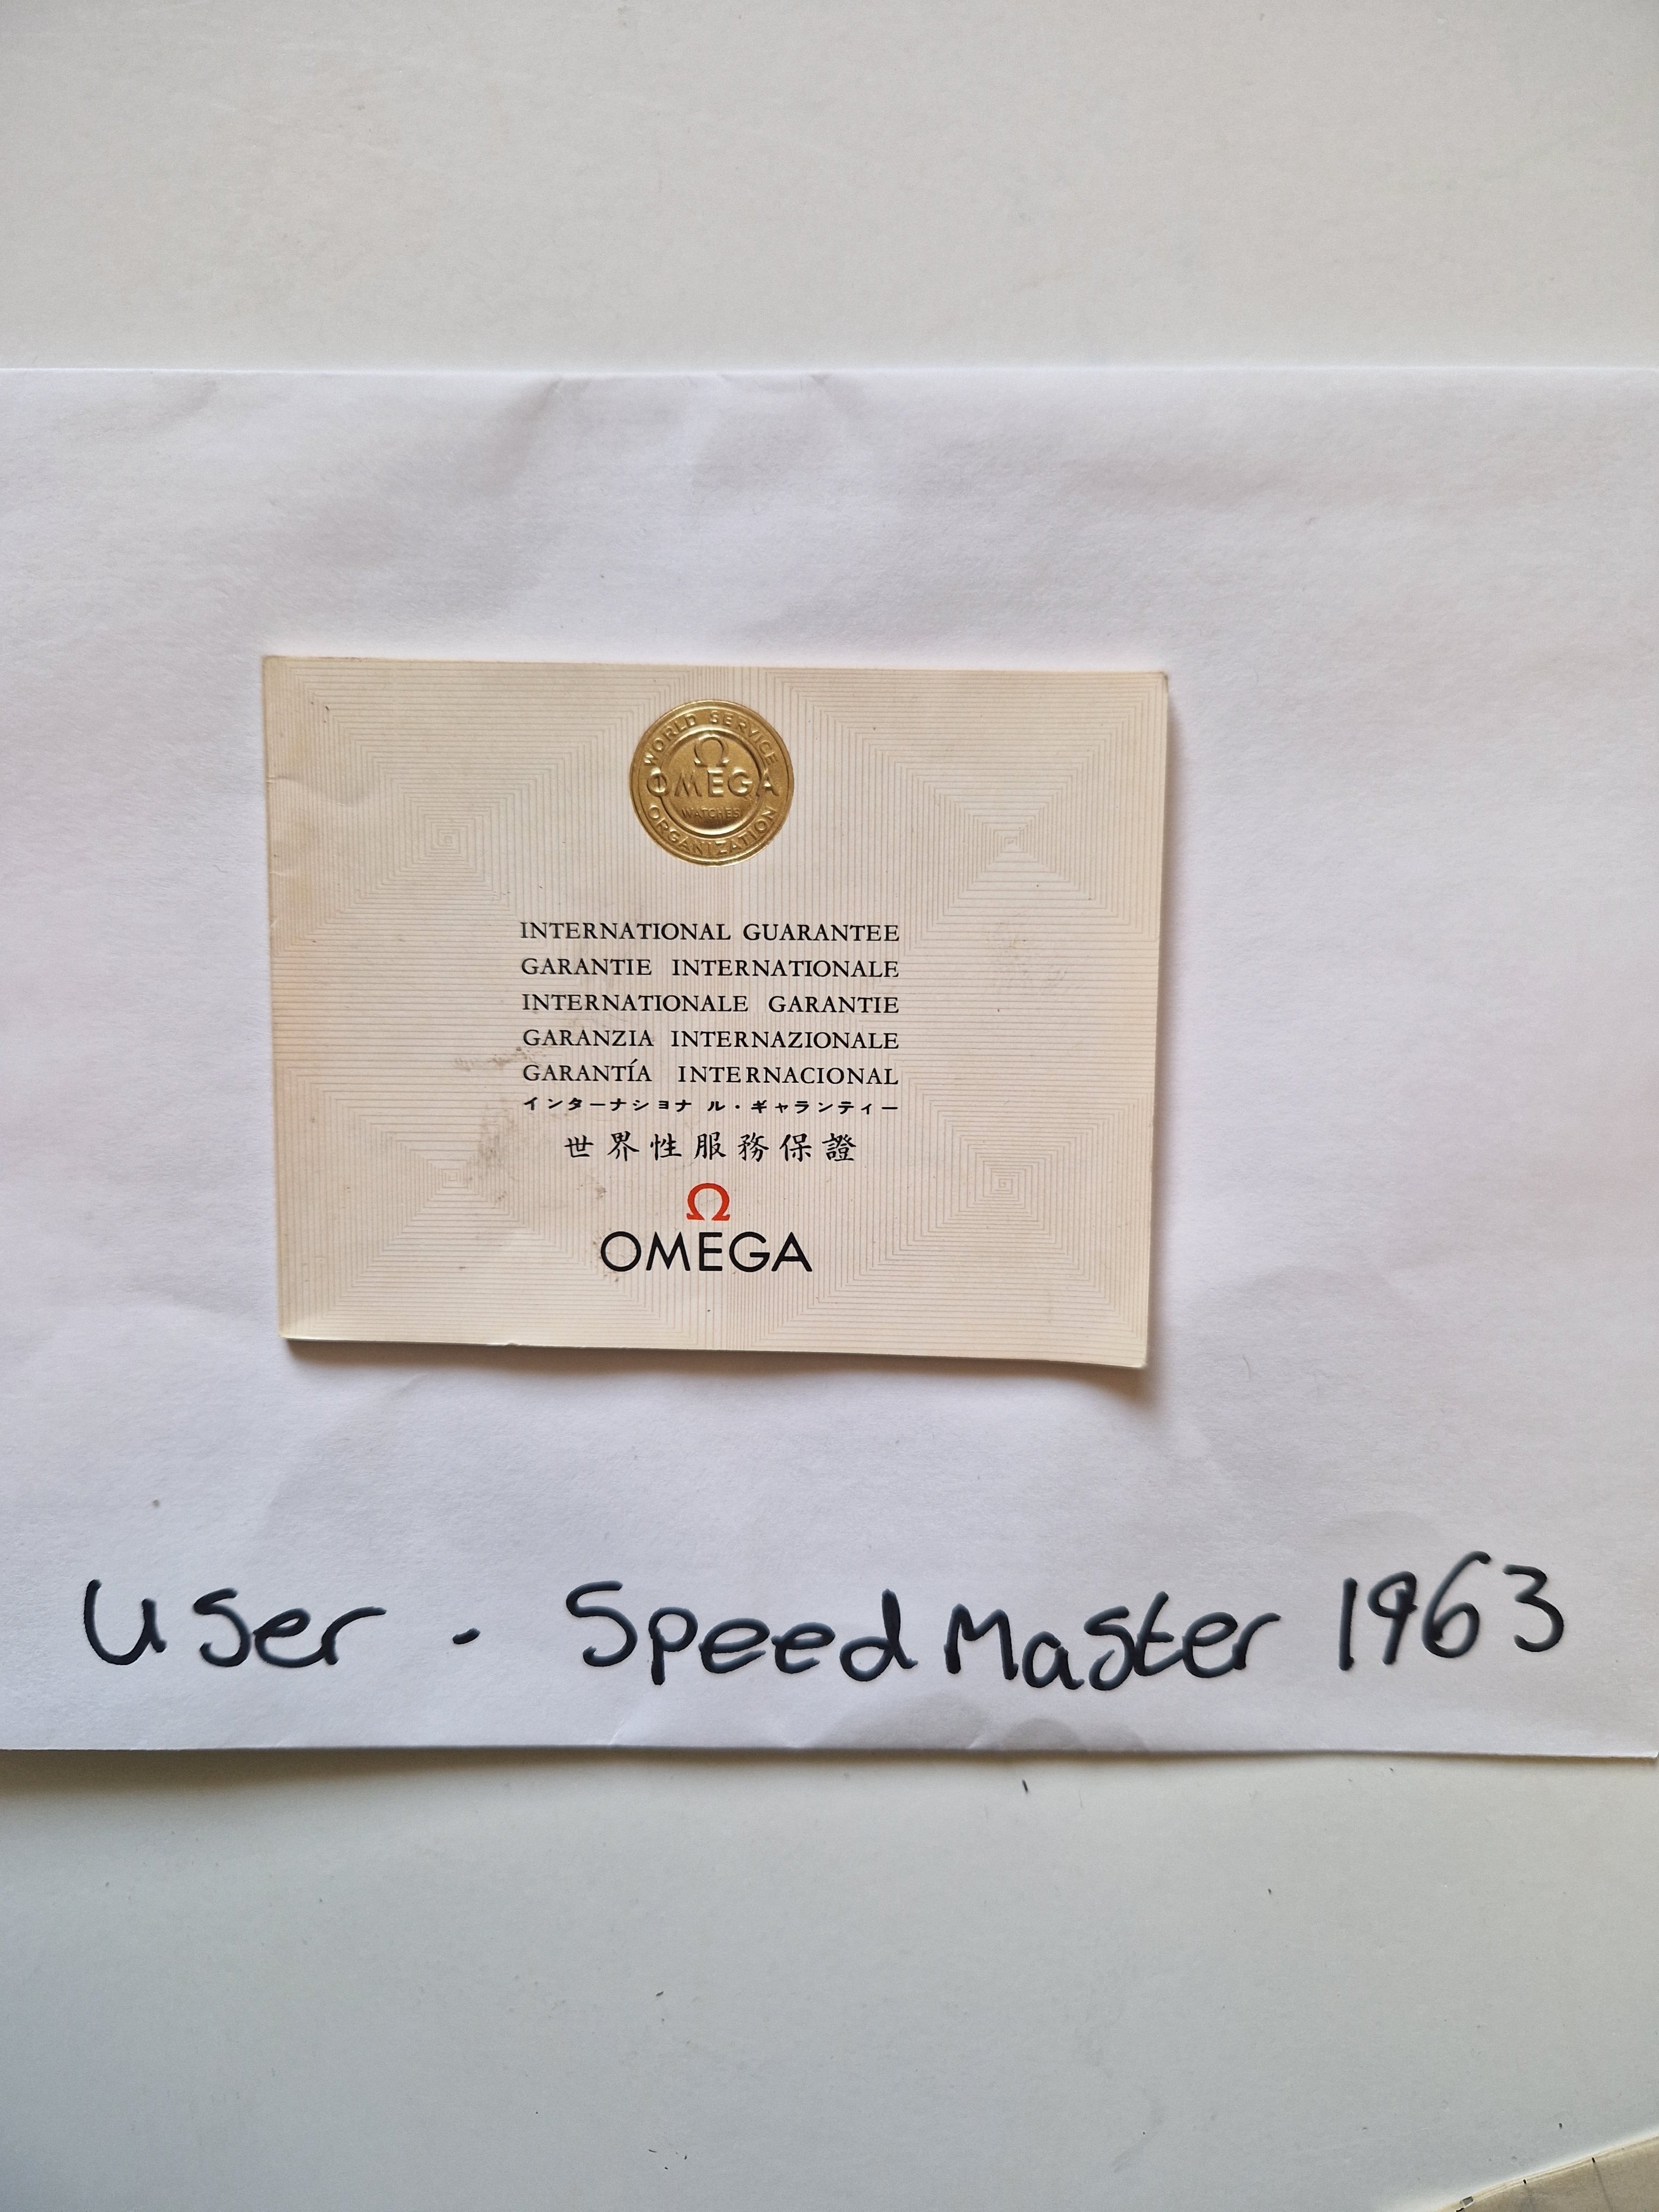 WORLD SERVICE
Ω
OMEGA
WATCHES
ORGANIZATION
INTERNATIONAL GUARANTEE
GARANTIE INTERNATIONALE
INTERNATIONALE GARANTIE
GARANZIA INTERNAZIONALE
GARANTÍA INTERNACIONAL
インターナショナル・ギャランティー
世界性服務保證
Ω
OMEGA
User - SpeedMaster 1963